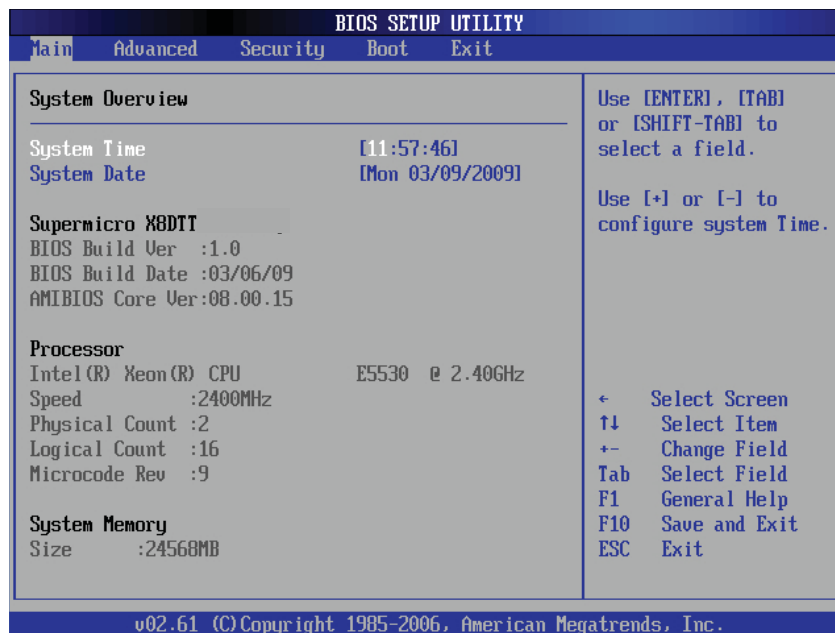 BIOS SETUP UTILITY
Main Advanced Security Boot Exit
System Overview
System Time [11:57:46]
System Date [Mon 03/09/2009]
Supermicro X8DTT
BIOS Build Ver :1.0
BIOS Build Date :03/06/09
AMIBIOS Core Ver:08.00.15
Processor
Intel(R) Xeon(R) CPU E5530 @ 2.40GHz
Speed :2400MHz
Physical Count :2
Logical Count :16
Microcode Rev :9
System Memory
Size :24568MB
Use [ENTER], [TAB]
or [SHIFT-TAB] to
select a field.
Use [+] or [-] to
configure system Time.
← Select Screen
↑↓ Select Item
+- Change Field
Tab Select Field
F1 General Help
F10 Save and Exit
ESC Exit
v02.61 (C)Copyright 1985-2006, American Megatrends, Inc.